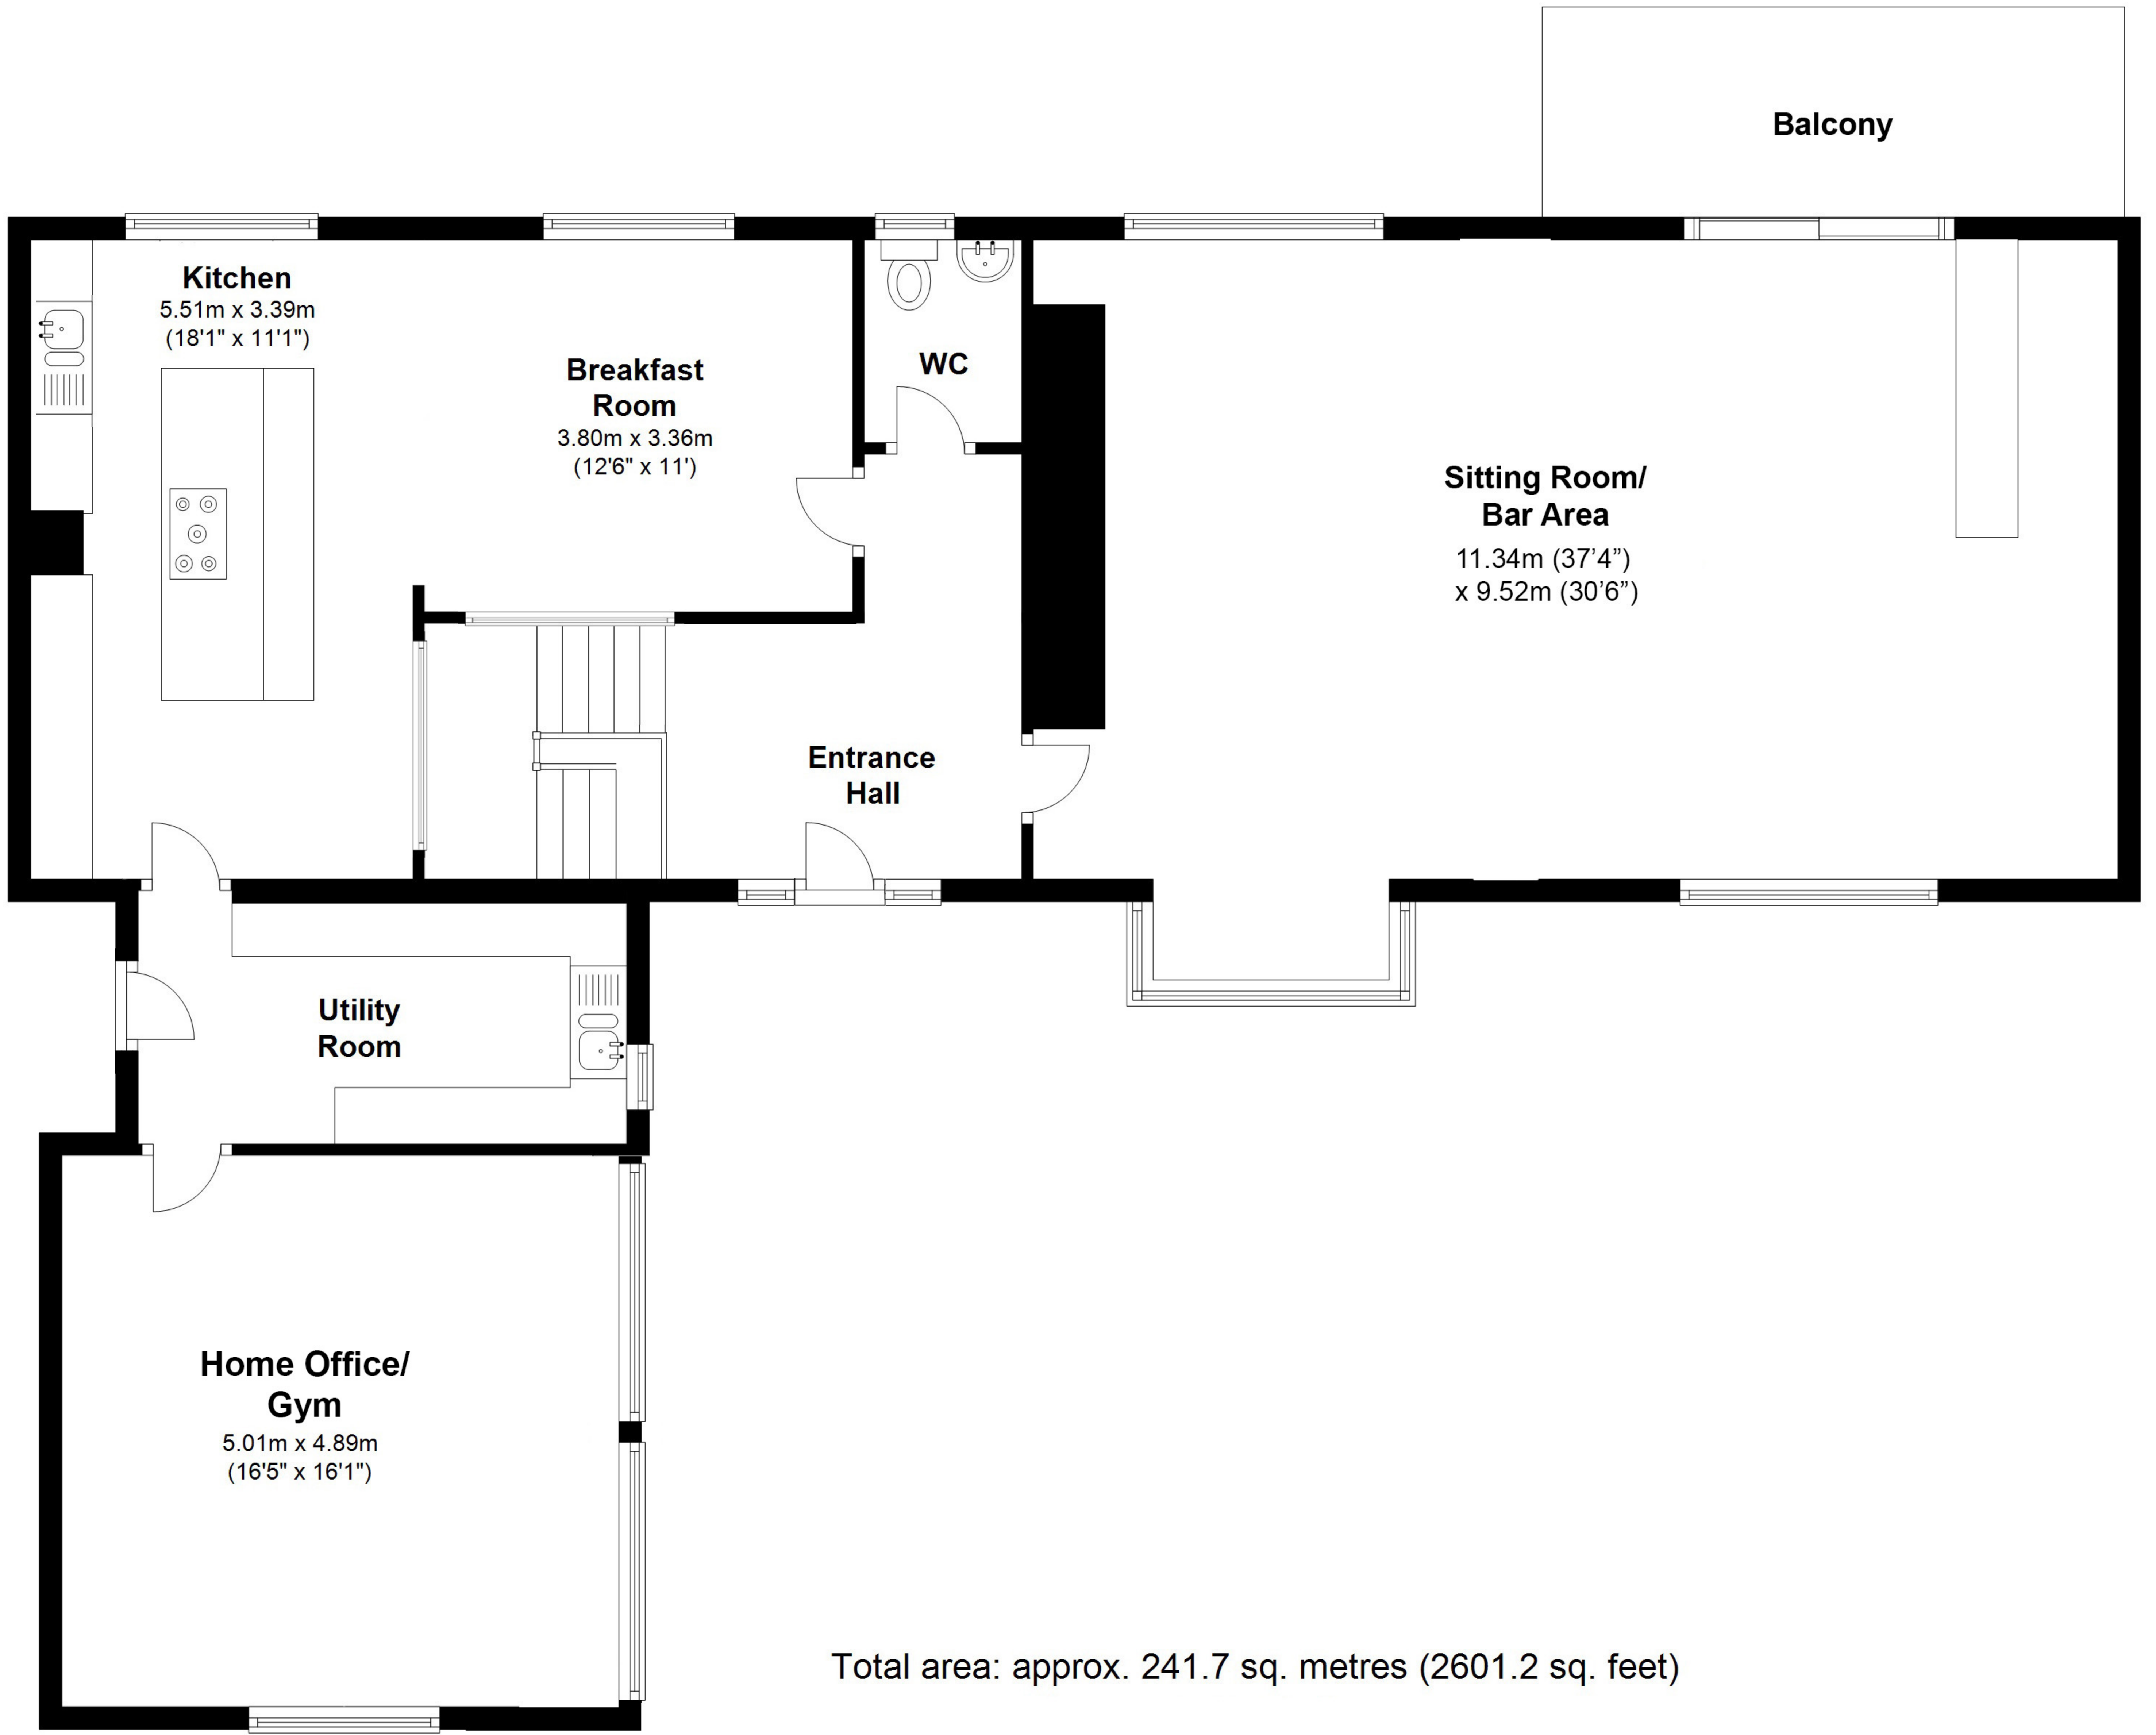 Balcony
Kitchen
5.51m x 3.39m
(18'1" x 11'1")
Breakfast
Room
3.80m x 3.36m
(12'6" x 11')
WC
Sitting Room/
Bar Area
11.34m (37’4”)
x 9.52m (30’6”)
Entrance
Hall
Utility
Room
Home Office/
Gym
5.01m x 4.89m
(16'5" x 16'1")
Total area: approx. 241.7 sq. metres (2601.2 sq. feet)